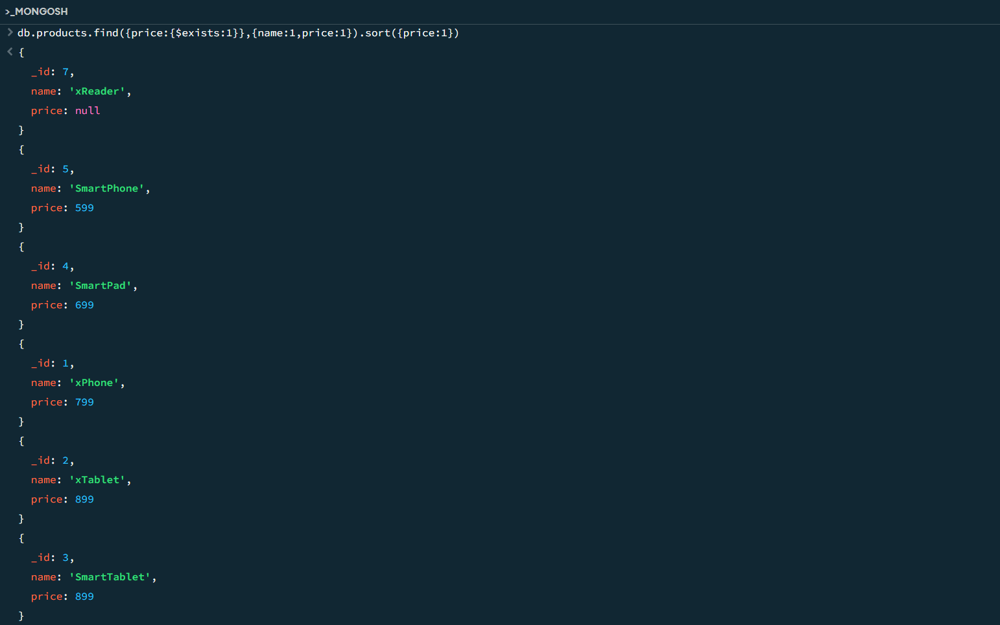 >_MONGOSH
> db.products.find({price:{$exists:1}},{name:1,price:1}).sort({price:1})
< {
_id: 7,
name: 'xReader',
price: null
}
{
_id: 5,
name: 'SmartPhone',
price: 599
}
{
_id: 4,
name: 'SmartPad',
price: 699
}
{
_id: 1,
name: 'xPhone',
price: 799
}
{
_id: 2,
name: 'xTablet',
price: 899
}
{
_id: 3,
name: 'SmartTablet',
price: 899
}